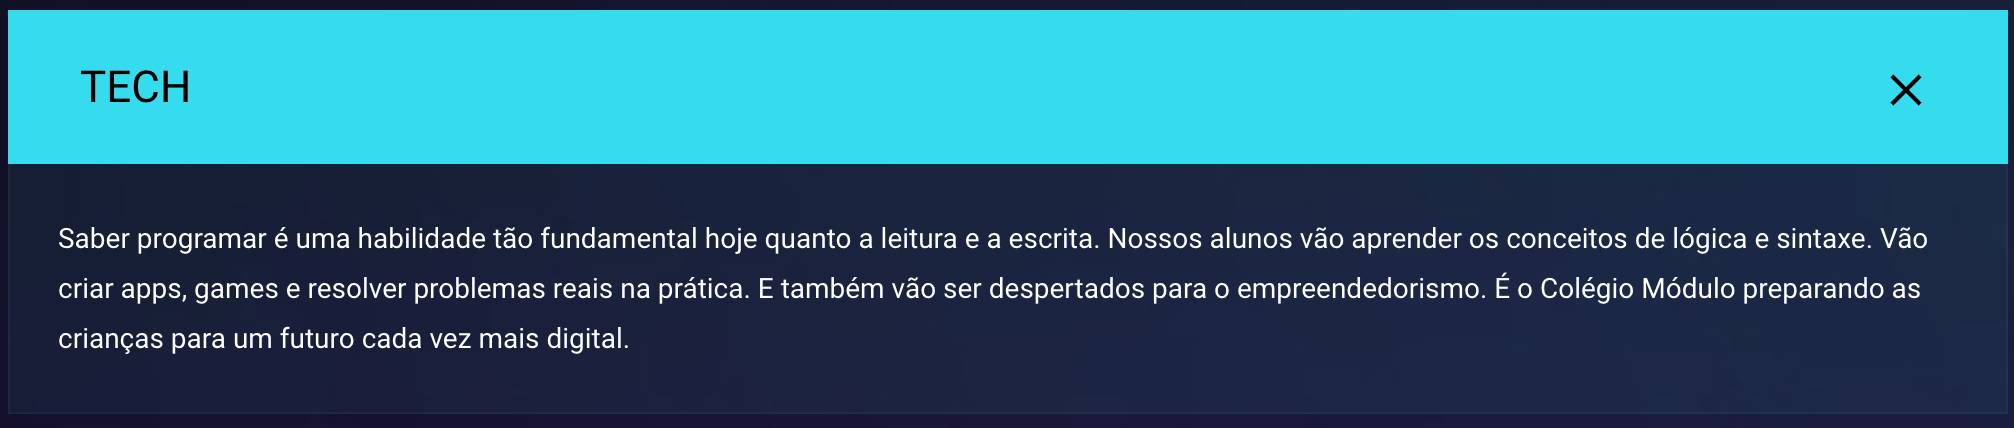 TECH
Saber programar é uma habilidade tão fundamental hoje quanto a leitura e a escrita. Nossos alunos vão aprender os conceitos de lógica e sintaxe. Vão
criar apps, games e resolver problemas reais na prática. E também vão ser despertados para o empreendedorismo. É o Colégio Módulo preparando as
crianças para um futuro cada vez mais digital.